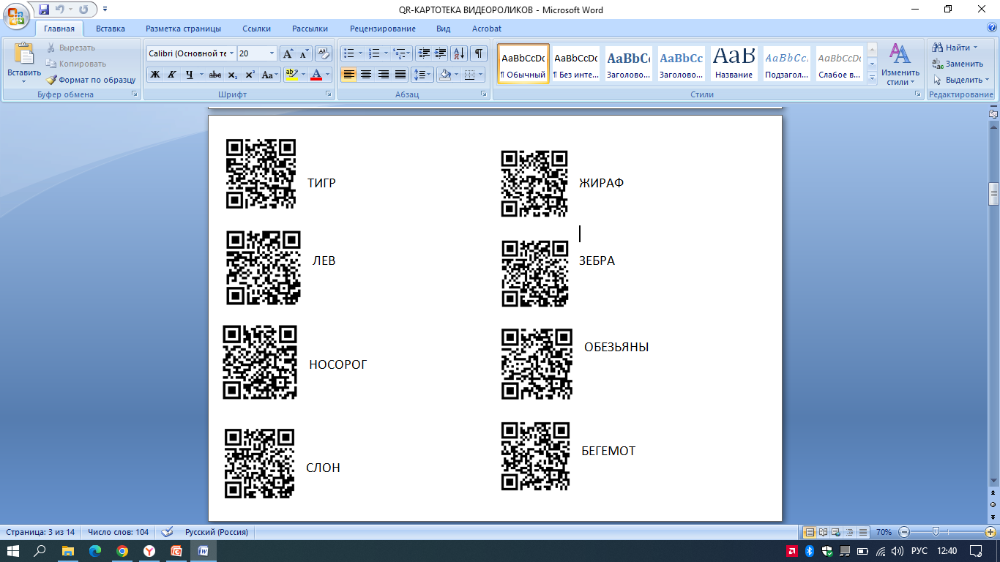 QR-КАРТОТЕКА ВИДЕОРОЛИКОВ - Microsoft Word
Главная Вставка Разметка страницы Ссылки Рассылки Рецензирование Вид Acrobat
Вставить
Вырезать
Копировать
Формат по образцу
Буфер обмена
Calibri (Основной те 20
Ж К Ч abc x₂ x² Aa
Шрифт
Абзац
AaBbCcDc AaBbCcDc AaBbCc AaBbCc AaB AaBbCc. AaBbCcDc
¶ Обычный ¶ Без инте... Заголово... Заголово... Название Подзагол... Слабое в...
Изменить стили
Стили
Найти
Заменить
Выделить
Редактирование
ТИГР
ЖИРАФ
ЛЕВ
ЗЕБРА
НОСОРОГ
ОБЕЗЬЯНЫ
СЛОН
БЕГЕМОТ
Страница: 3 из 14 Число слов: 104 Русский (Россия) 70%
РУС 12:40